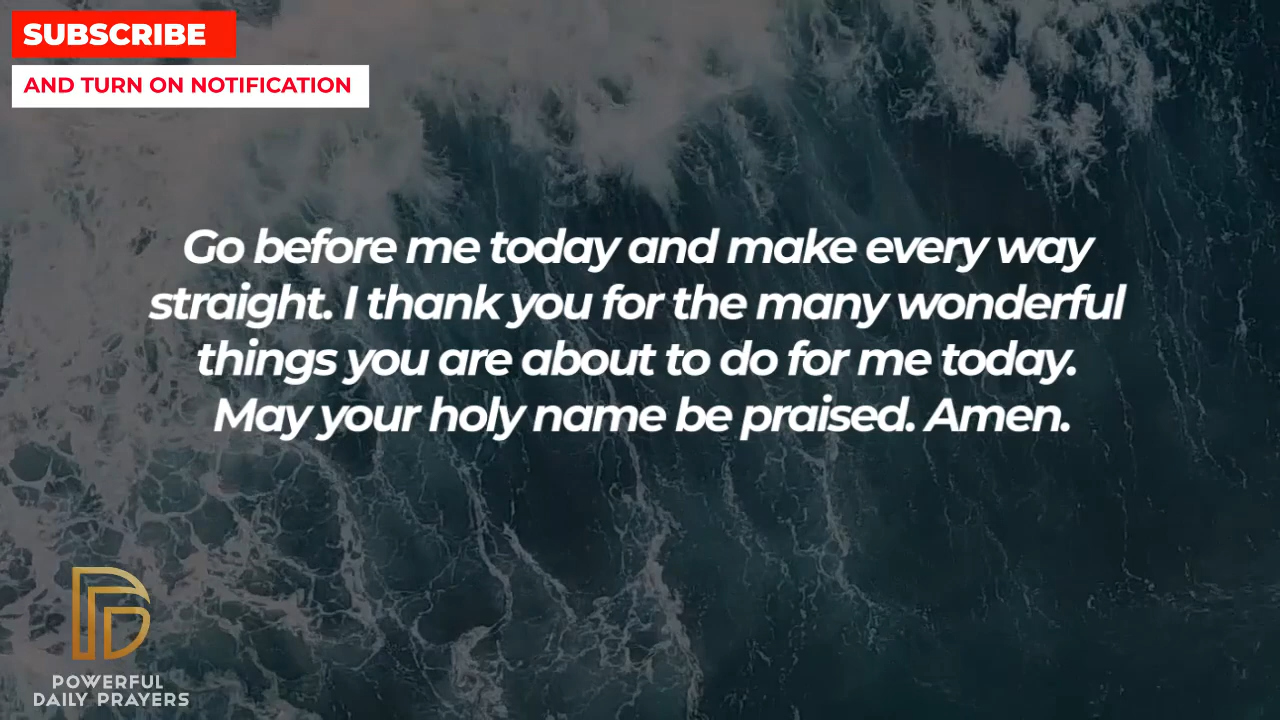 SUBSCRIBE
AND TURN ON NOTIFICATION
Go before me today and make every way
straight. I thank you for the many wonderful
things you are about to do for me today.
May your holy name be praised. Amen.
POWERFUL
DAILY PRAYERS